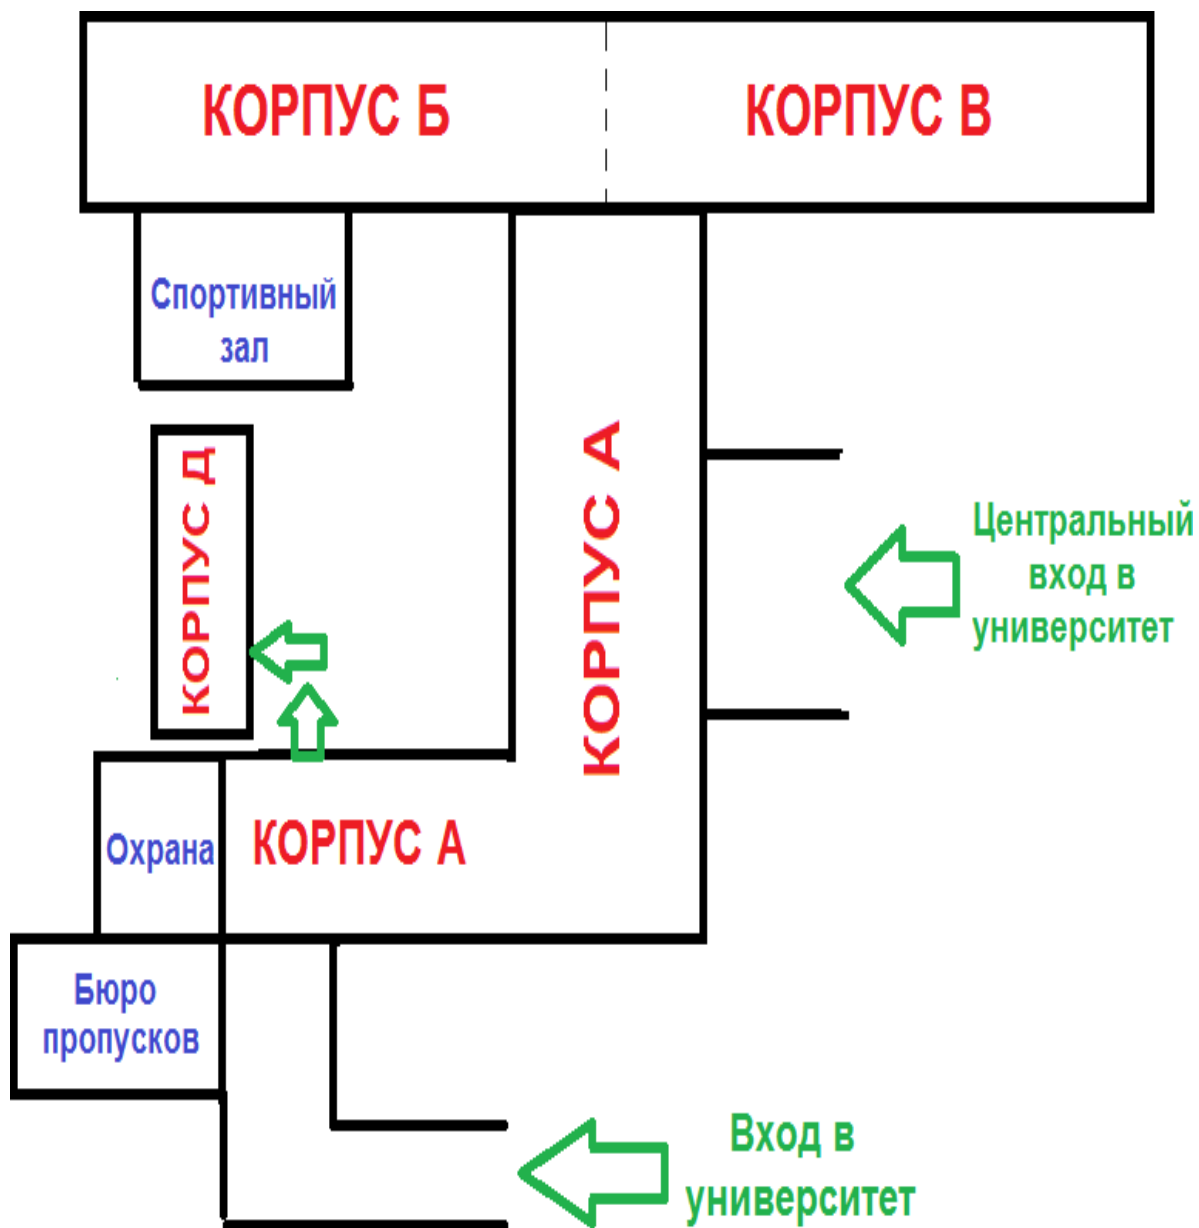 КОРПУС Б
КОРПУС В
Спортивный
зал
КОРПУС Д
КОРПУС А
Центральный
вход в
университет
Охрана
КОРПУС А
Бюро
пропусков
Вход в
университет